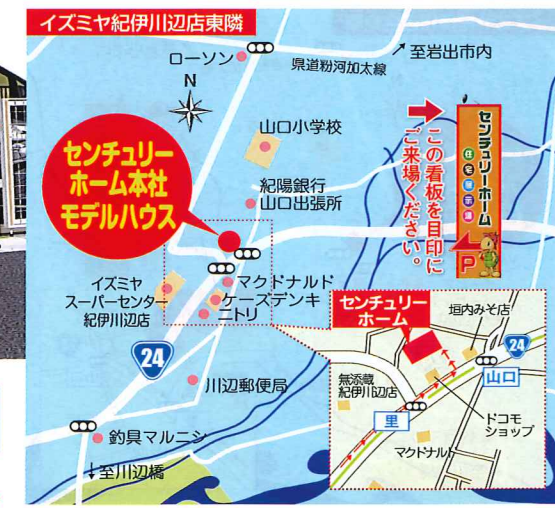 イズミヤ紀伊川辺店東隣
ローソン
県道粉河加太線
至岩出市内
N
山口小学校
センチュリー
ホーム本社
モデルハウス
紀陽銀行
山口出張所
この看板を目印に
ご来場ください。
センチュリーホーム
住宅展示場
P
イズミヤ
スーパーセンター
紀伊川辺店
マクドナルド
ケーズデンキ
ニトリ
24
川辺郵便局
釣具マルニシ
至川辺橋
センチュリー
ホーム
垣内みそ店
24
山口
無添蔵
紀伊川辺店
里
ドコモ
ショップ
マクドナルド